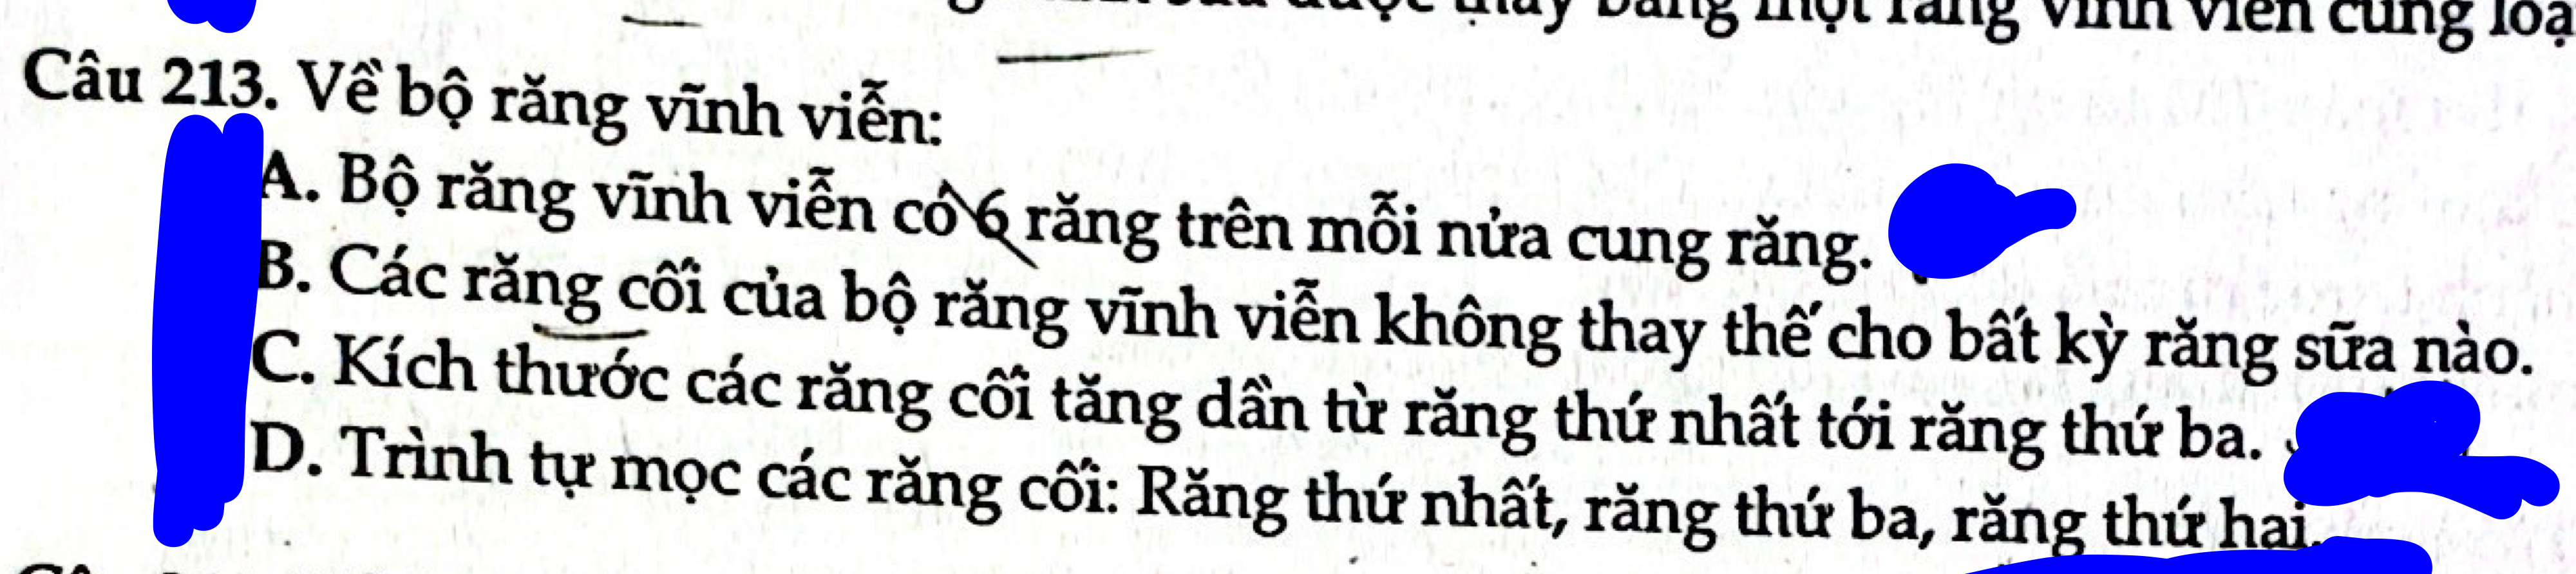 được thay bằng một răng vĩnh viễn cùng loạ
Câu 213. Về bộ răng vĩnh viễn:
A. Bộ răng vĩnh viễn có 6 răng trên mỗi nửa cung răng.
B. Các răng cối của bộ răng vĩnh viễn không thay thế cho bất kỳ răng sữa nào.
C. Kích thước các răng cối tăng dần từ răng thứ nhất tới răng thứ ba.
D. Trình tự mọc các răng cối: Răng thứ nhất, răng thứ ba, răng thứ hai.